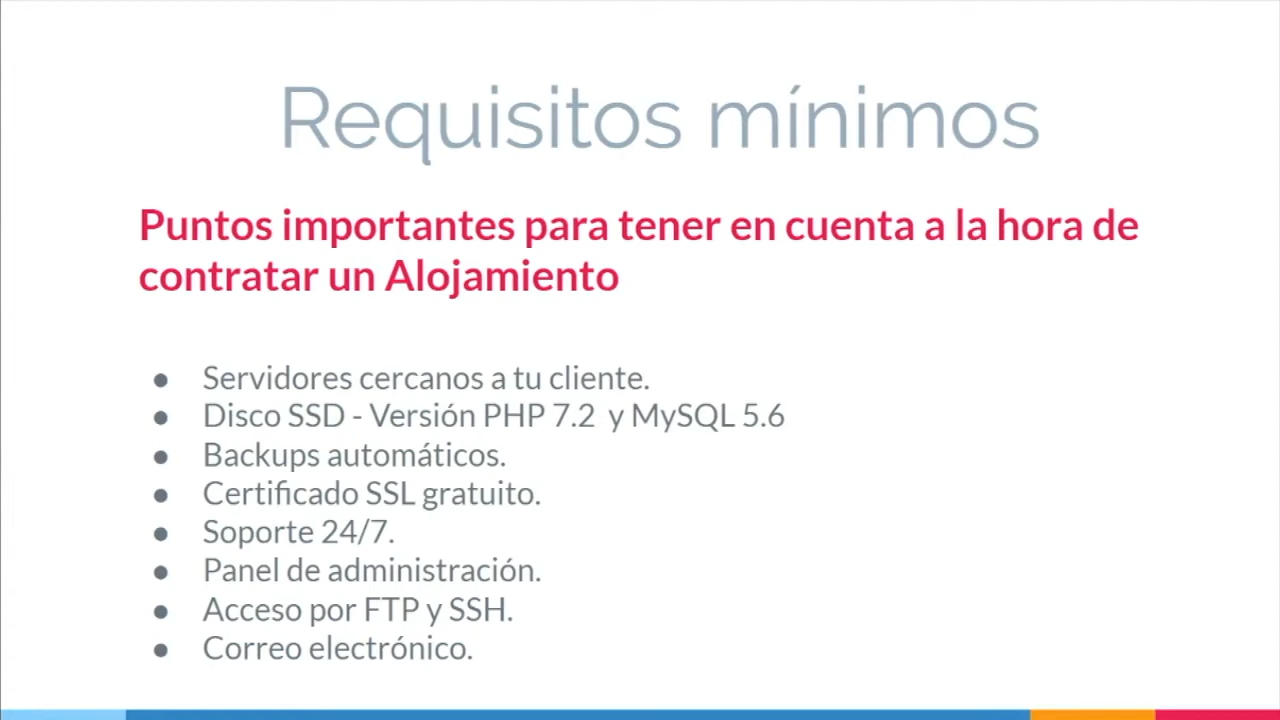 Requisitos mínimos
Puntos importantes para tener en cuenta a la hora de
contratar un Alojamiento
● Servidores cercanos a tu cliente.
● Disco SSD - Versión PHP 7.2 y MySQL 5.6
● Backups automáticos.
● Certificado SSL gratuito.
● Soporte 24/7.
● Panel de administración.
● Acceso por FTP y SSH.
● Correo electrónico.